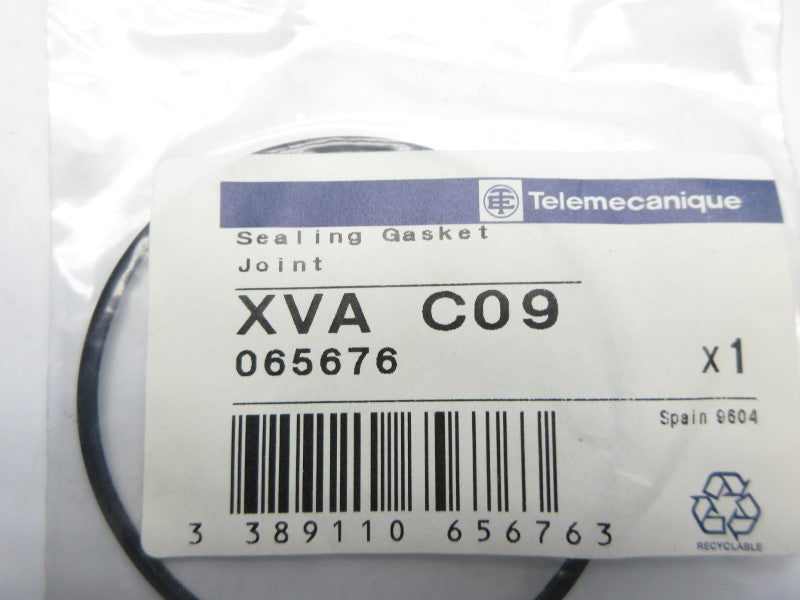 Telemecanique
Sealing Gasket
Joint
XVA C09
065676
X1
Spain 9604
3 389110 656763
RECYCLABLE